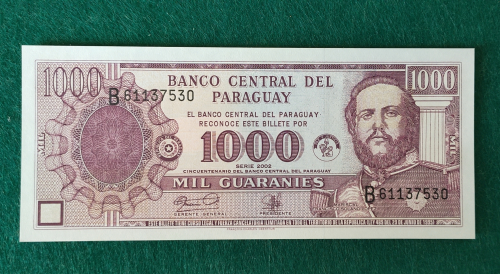 1000
BANCO CENTRAL DEL
PARAGUAY
1000
B61137530
EL BANCO CENTRAL DEL PARAGUAY
RECONOCE ESTE BILLETE POR
1000
SERIE 2002
CINCUENTENARIO DEL BANCO CENTRAL DEL PARAGUAY
MIL GUARANIES
B61137530
GERENTE GENERAL
PRESIDENTE